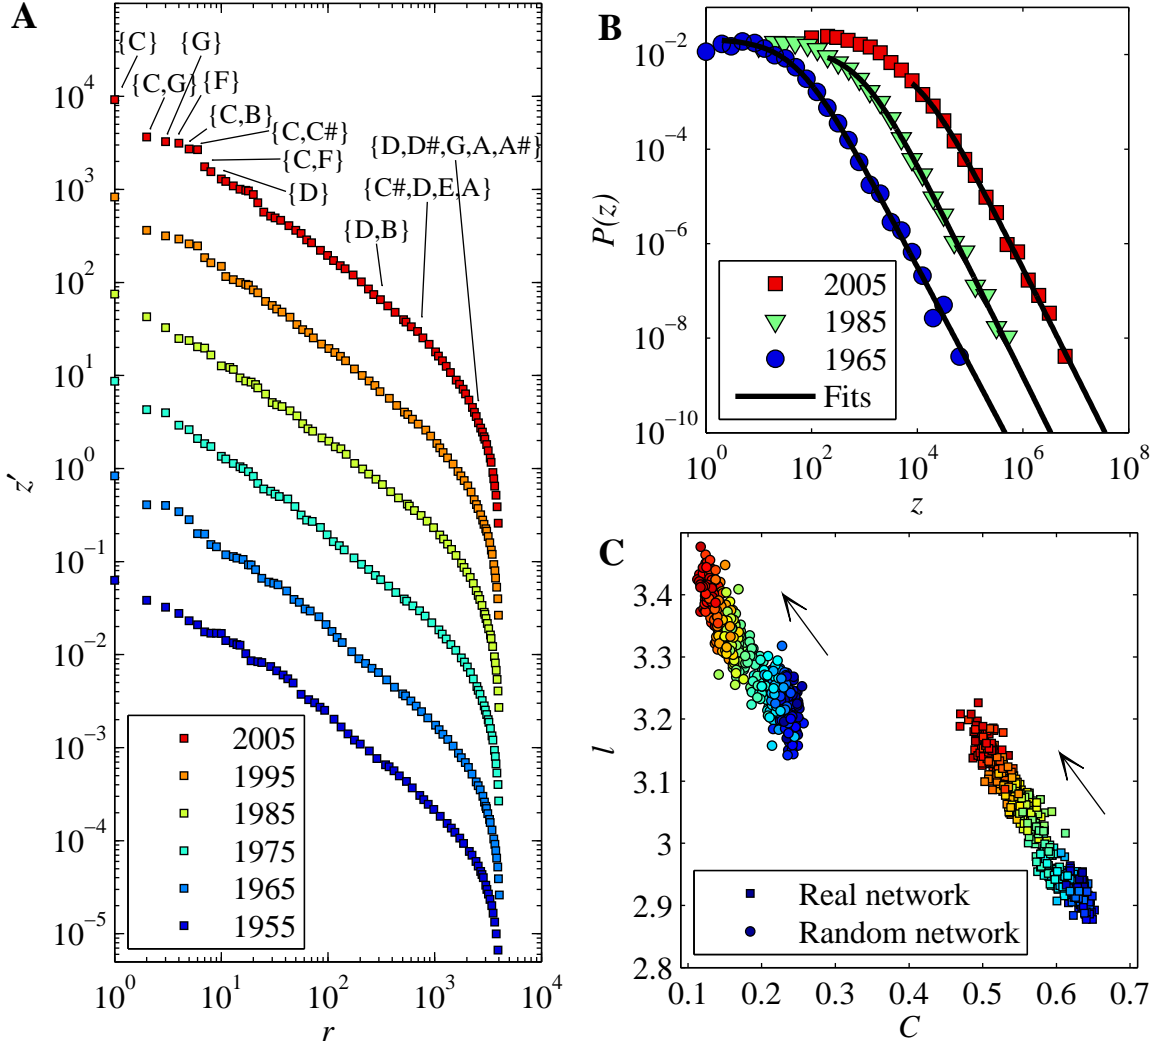 A
{C}
{G}
{C,G}
{F}
{C,B}
{C,C#}
{C,F}
{D}
{D,D#,G,A,A#}
{C#,D,E,A}
{D,B}
10^4
10^3
10^2
10^1
10^0
10^-1
10^-2
10^-3
10^-4
10^-5
z'
2005
1995
1985
1975
1965
1955
10^0
10^1
10^2
10^3
10^4
r
B
10^-2
10^-4
10^-6
10^-8
10^-10
P(z)
2005
1985
1965
Fits
10^0
10^2
10^4
10^6
10^8
z
C
3.4
3.3
3.2
3.1
3
2.9
2.8
l
Real network
Random network
0.1
0.2
0.3
0.4
0.5
0.6
0.7
C